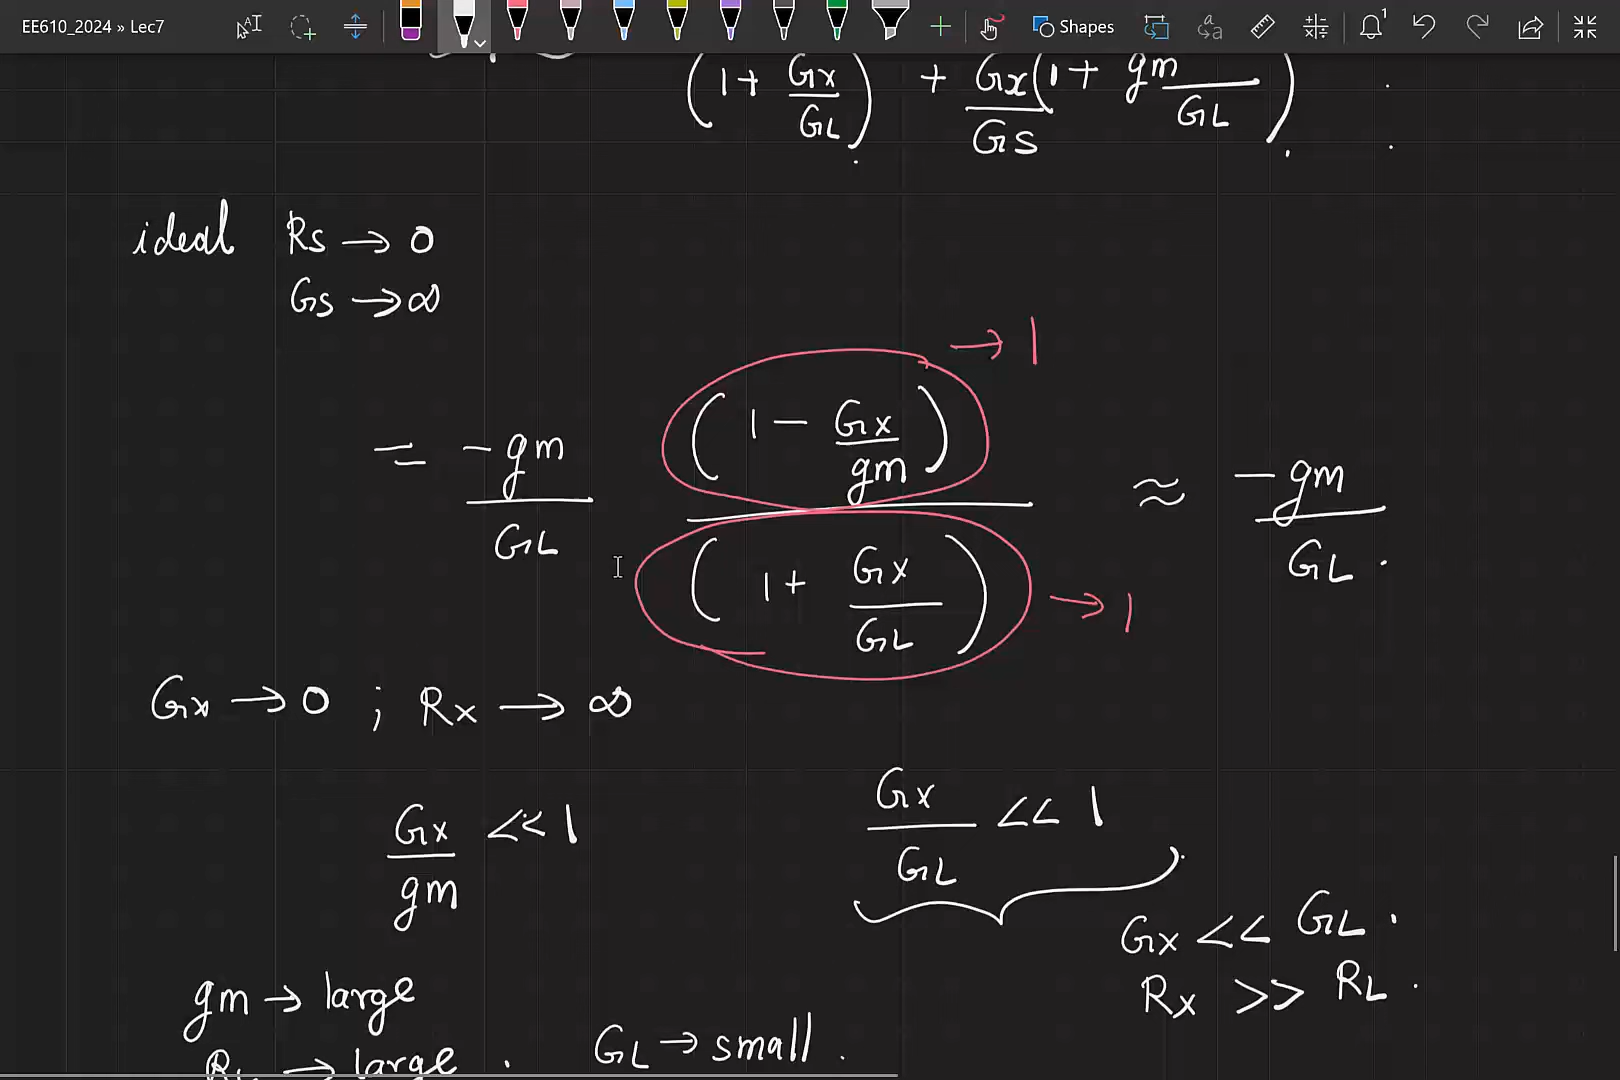 EE610_2024 » Lec7
Shapes
(1 + Gx/GL) + Gx/Gs (1 + gm/GL)
ideal Rs → 0
Gs → ∞
= -gm/GL (1 - Gx/gm) / (1 + Gx/GL) ≈ -gm/GL .
→ 1
→ 1
Gx → 0 ; Rx → ∞
Gx/gm << 1
Gx/GL << 1
Gx << GL .
Rx >> RL .
gm → large
RL → large . GL → small .